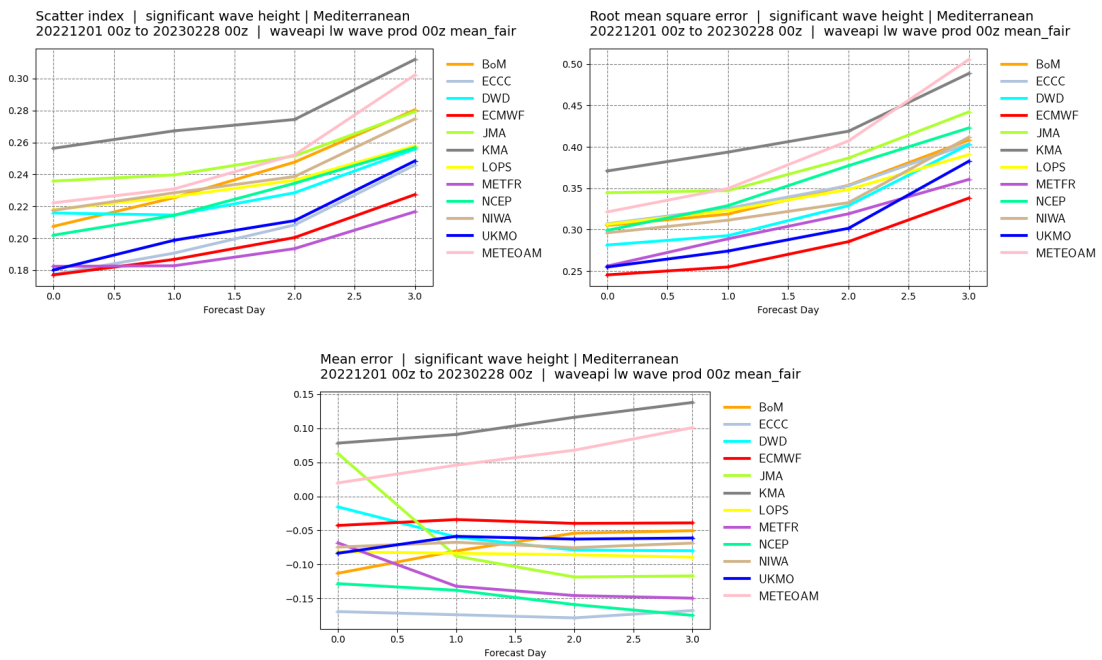 Scatter index | significant wave height | Mediterranean
20221201 00z to 20230228 00z | waveapi lw wave prod 00z mean_fair
0.30
0.28
0.26
0.24
0.22
0.20
0.18
0.0 0.5 1.0 1.5 2.0 2.5 3.0
Forecast Day
BoM
ECCC
DWD
ECMWF
JMA
KMA
LOPS
METFR
NCEP
NIWA
UKMO
METEOAM
Root mean square error | significant wave height | Mediterranean
20221201 00z to 20230228 00z | waveapi lw wave prod 00z mean_fair
0.50
0.45
0.40
0.35
0.30
0.25
0.0 0.5 1.0 1.5 2.0 2.5 3.0
Forecast Day
BoM
ECCC
DWD
ECMWF
JMA
KMA
LOPS
METFR
NCEP
NIWA
UKMO
METEOAM
Mean error | significant wave height | Mediterranean
20221201 00z to 20230228 00z | waveapi lw wave prod 00z mean_fair
0.15
0.10
0.05
0.00
−0.05
−0.10
−0.15
0.0 0.5 1.0 1.5 2.0 2.5 3.0
Forecast Day
BoM
ECCC
DWD
ECMWF
JMA
KMA
LOPS
METFR
NCEP
NIWA
UKMO
METEOAM